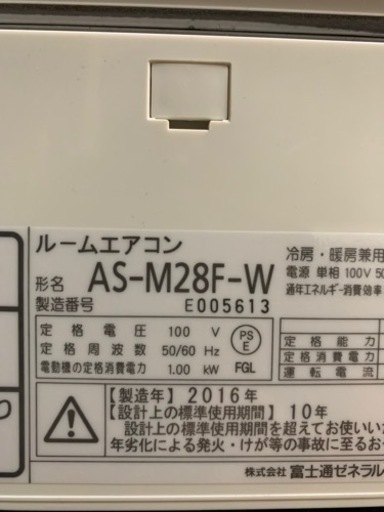 ルームエアコン
冷房・暖房兼用
形名 AS-M28F-W
電源 単相 100V 50
通年エネルギー消費効率
製造番号 E005613
定格電圧 100 V
定格周波数 50/60 Hz
電動機の定格消費電力 1.00 kW
PS
E
FGL
定格能力
定格消費電力
運転電流
【製造年】2016年
【設計上の標準使用期間】10年
設計上の標準使用期間を超えてお使いいた
年劣化による発火・けが等の事故に至るお
株式会社 富士通ゼネラル